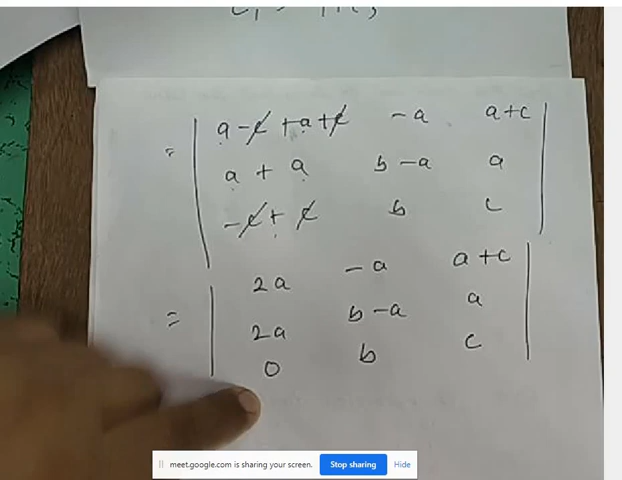 = | a - c + a + c   - a   a + c |
| a + a   b - a   a |
| - c + c   b   c |
= | 2a   - a   a + c |
| 2a   b - a   a |
| 0   b   c |
meet.google.com is sharing your screen. Stop sharing Hide